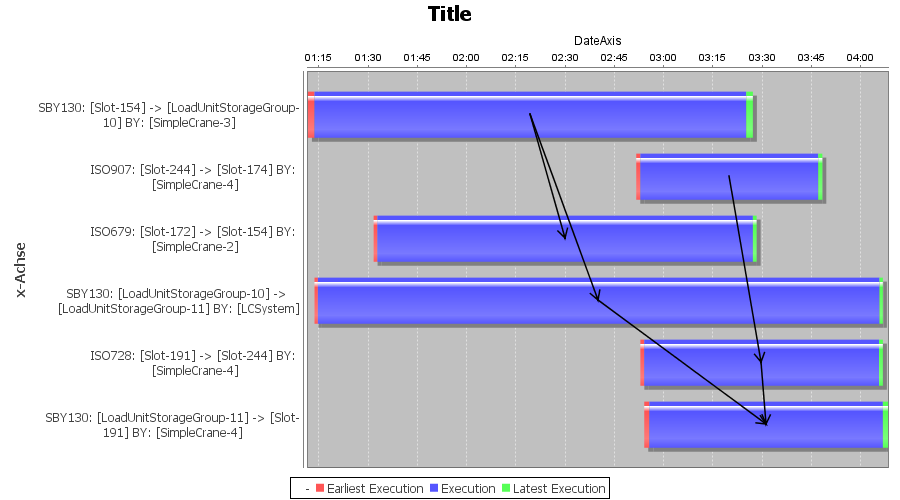 Title
DateAxis
01:15 01:30 01:45 02:00 02:15 02:30 02:45 03:00 03:15 03:30 03:45 04:00
SBY130: [Slot-154] -> [LoadUnitStorageGroup-
10] BY: [SimpleCrane-3]
ISO907: [Slot-244] -> [Slot-174] BY:
[SimpleCrane-4]
ISO679: [Slot-172] -> [Slot-154] BY:
[SimpleCrane-2]
x-Achse
SBY130: [LoadUnitStorageGroup-10] ->
[LoadUnitStorageGroup-11] BY: [LCSystem]
ISO728: [Slot-191] -> [Slot-244] BY:
[SimpleCrane-4]
SBY130: [LoadUnitStorageGroup-11] -> [Slot-
191] BY: [SimpleCrane-4]
- Earliest Execution Execution Latest Execution